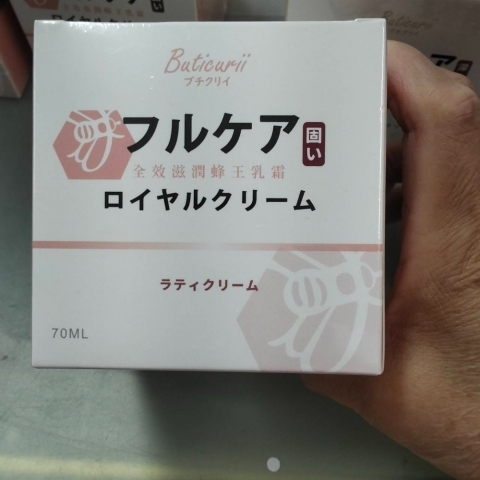 Buticurii
プチクリイ
フルケア 固い
全效滋潤蜂王乳霜
ロイヤルクリーム
ラティクリーム
70ML